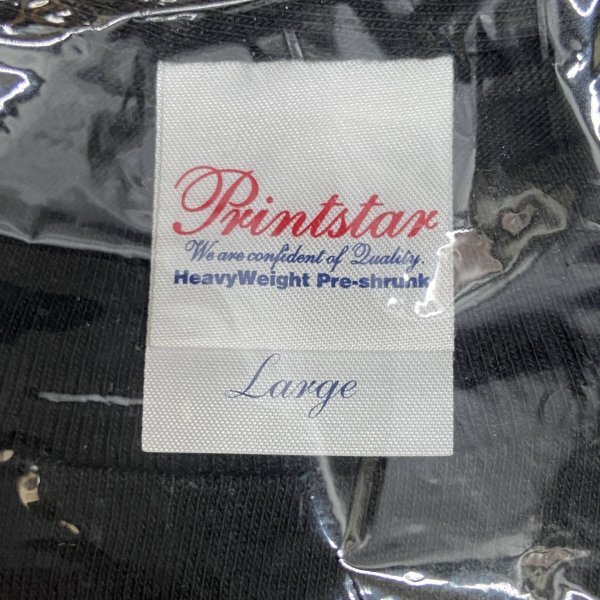 Printstar
We are confident of Quality.
HeavyWeight Pre-shrunk
Large